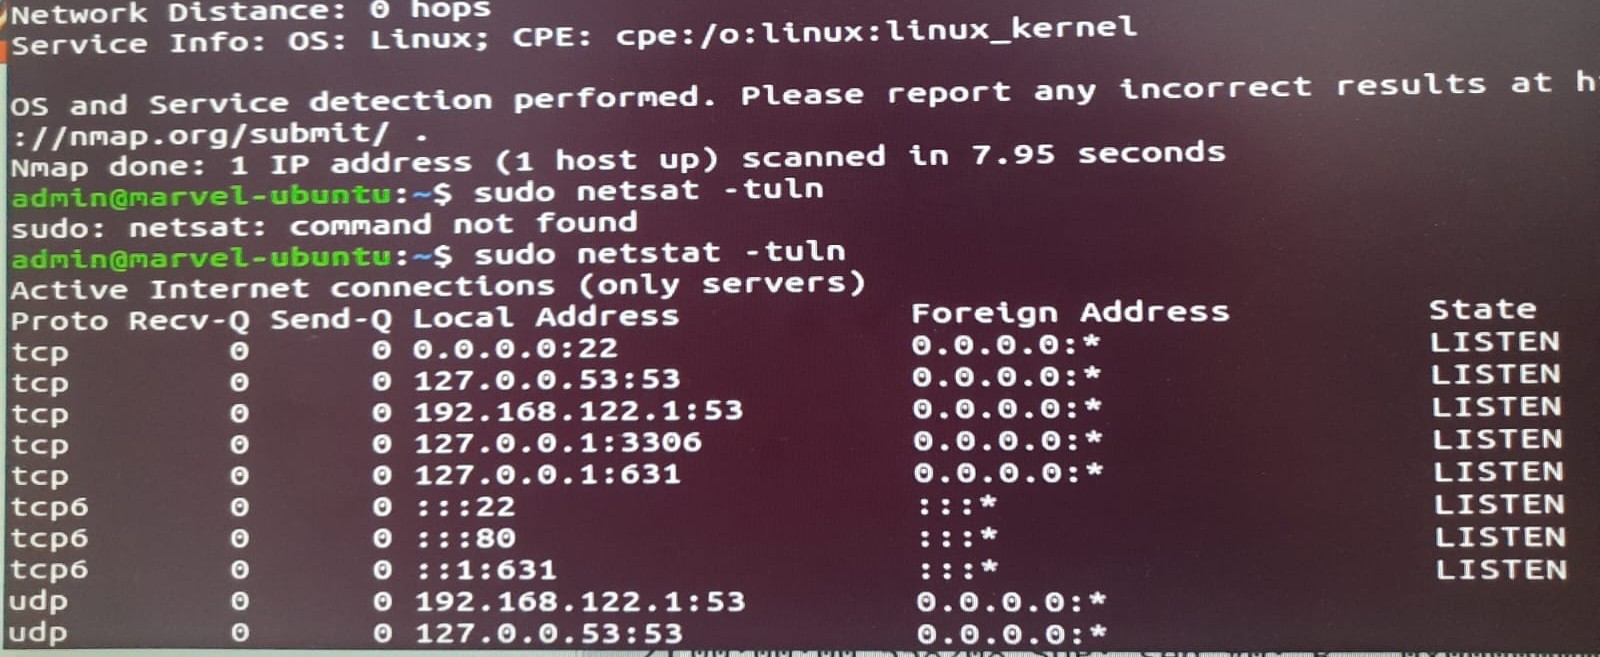 Network Distance: 0 hops
Service Info: OS: Linux; CPE: cpe:/o:linux:linux_kernel
OS and Service detection performed. Please report any incorrect results at
://nmap.org/submit/ .
Nmap done: 1 IP address (1 host up) scanned in 7.95 seconds
admin@marvel-ubuntu:~$ sudo netsat -tuln
sudo: netsat: command not found
admin@marvel-ubuntu:~$ sudo netstat -tuln
Active Internet connections (only servers)
Proto Recv-Q Send-Q Local Address Foreign Address State
tcp 0 0 0.0.0.0:22 0.0.0.0:* LISTEN
tcp 0 0 127.0.0.53:53 0.0.0.0:* LISTEN
tcp 0 0 192.168.122.1:53 0.0.0.0:* LISTEN
tcp 0 0 127.0.0.1:3306 0.0.0.0:* LISTEN
tcp 0 0 127.0.0.1:631 0.0.0.0:* LISTEN
tcp6 0 0 :::22 :::* LISTEN
tcp6 0 0 :::80 :::* LISTEN
tcp6 0 0 ::1:631 :::* LISTEN
udp 0 0 192.168.122.1:53 0.0.0.0:*
udp 0 0 127.0.0.53:53 0.0.0.0:*